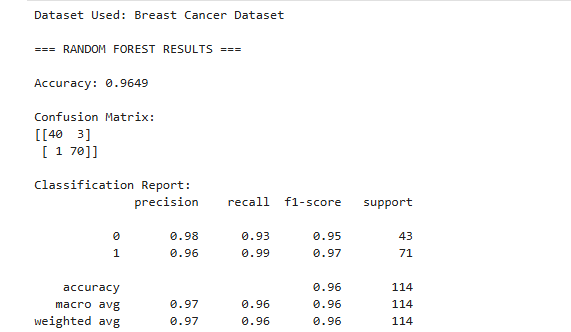 Dataset Used: Breast Cancer Dataset
=== RANDOM FOREST RESULTS ===
Accuracy: 0.9649
Confusion Matrix:
[[40  3]
 [ 1 70]]
Classification Report:
              precision    recall  f1-score   support
           0       0.98      0.93      0.95        43
           1       0.96      0.99      0.97        71
    accuracy                           0.96       114
   macro avg       0.97      0.96      0.96       114
weighted avg       0.97      0.96      0.96       114